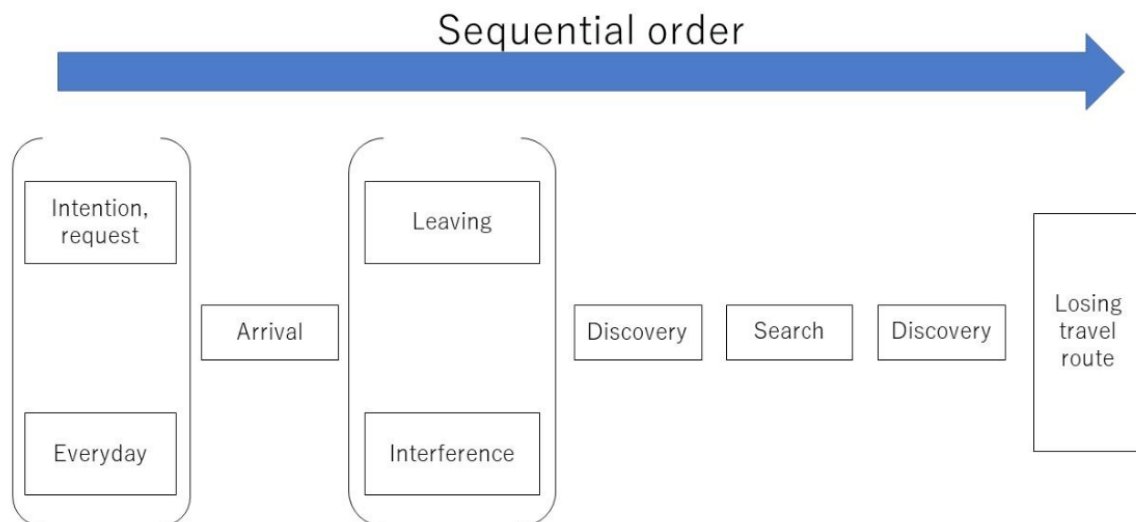 Sequential order
Intention,
request
Everyday
Arrival
Leaving
Interference
Discovery
Search
Discovery
Losing
travel
route